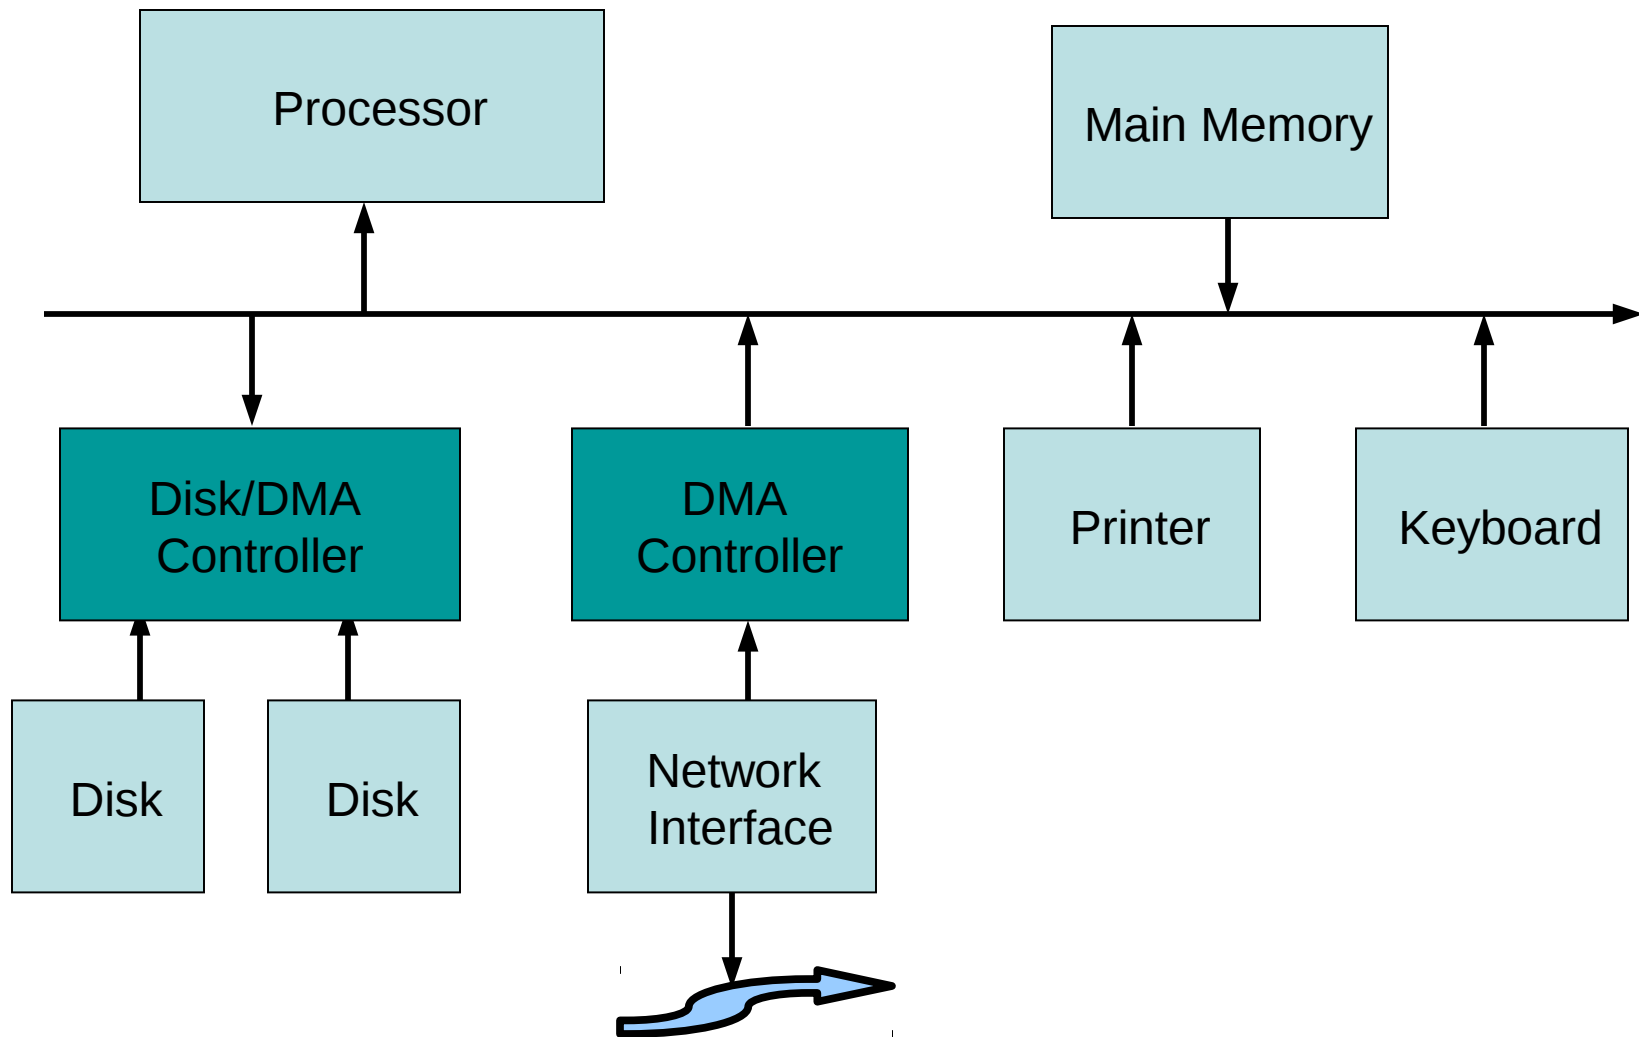 Processor
Main Memory
Disk/DMA
Controller
DMA
Controller
Printer
Keyboard
Disk
Disk
Network
Interface